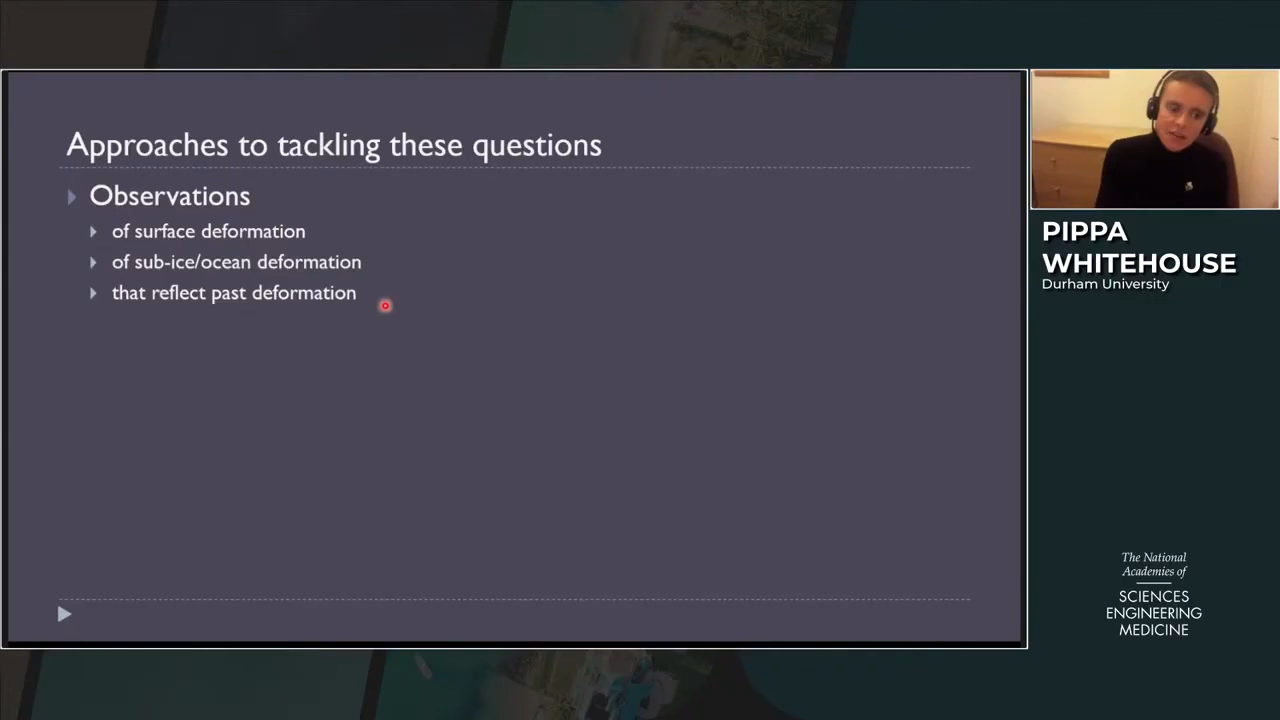 Approaches to tackling these questions
Observations
of surface deformation
of sub-ice/ocean deformation
that reflect past deformation
PIPPA
WHITEHOUSE
Durham University
The National
Academies of
SCIENCES
ENGINEERING
MEDICINE